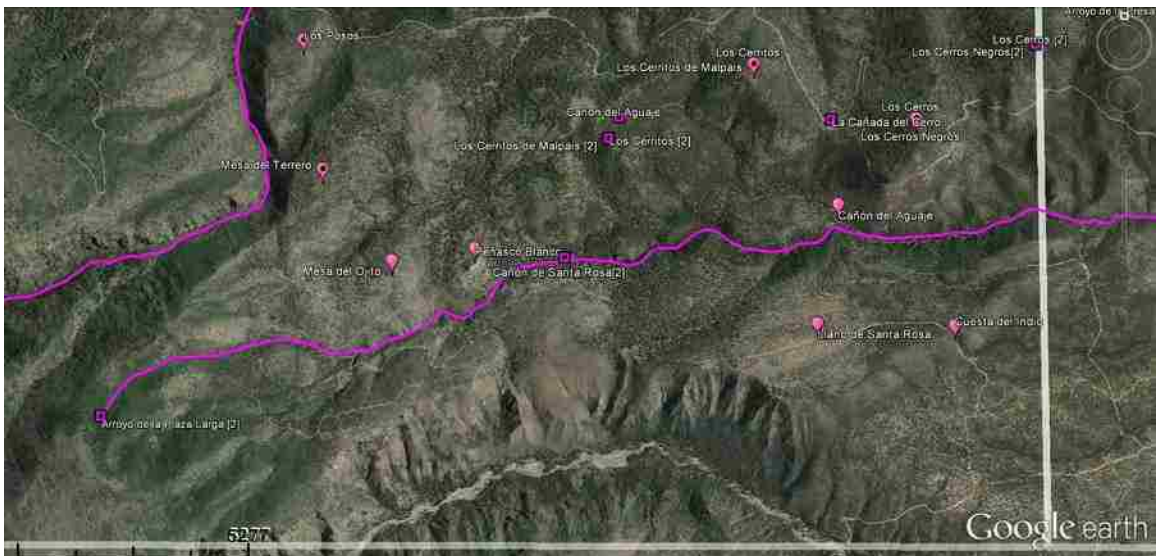 Los Posos
Los Cerritos
Los Cerritos de Malpais
Los Cerros [2]
Los Cerros Negros[2]
Cañon del Aguaje
Los Cerritos de Malpais [2]
Los Cerritos [2]
La Cañada del Cerro
Los Cerros
Los Cerros Negros
Mesa del Terrero
Cañón del Aguaje
Peñasco Blanco
Mesa del Ojito
Cañon de Santa Rosa[2]
Llano de Santa Rosa
Cuesta del Indio
Arroyo de la Plaza Larga [2]
5277
Google earth